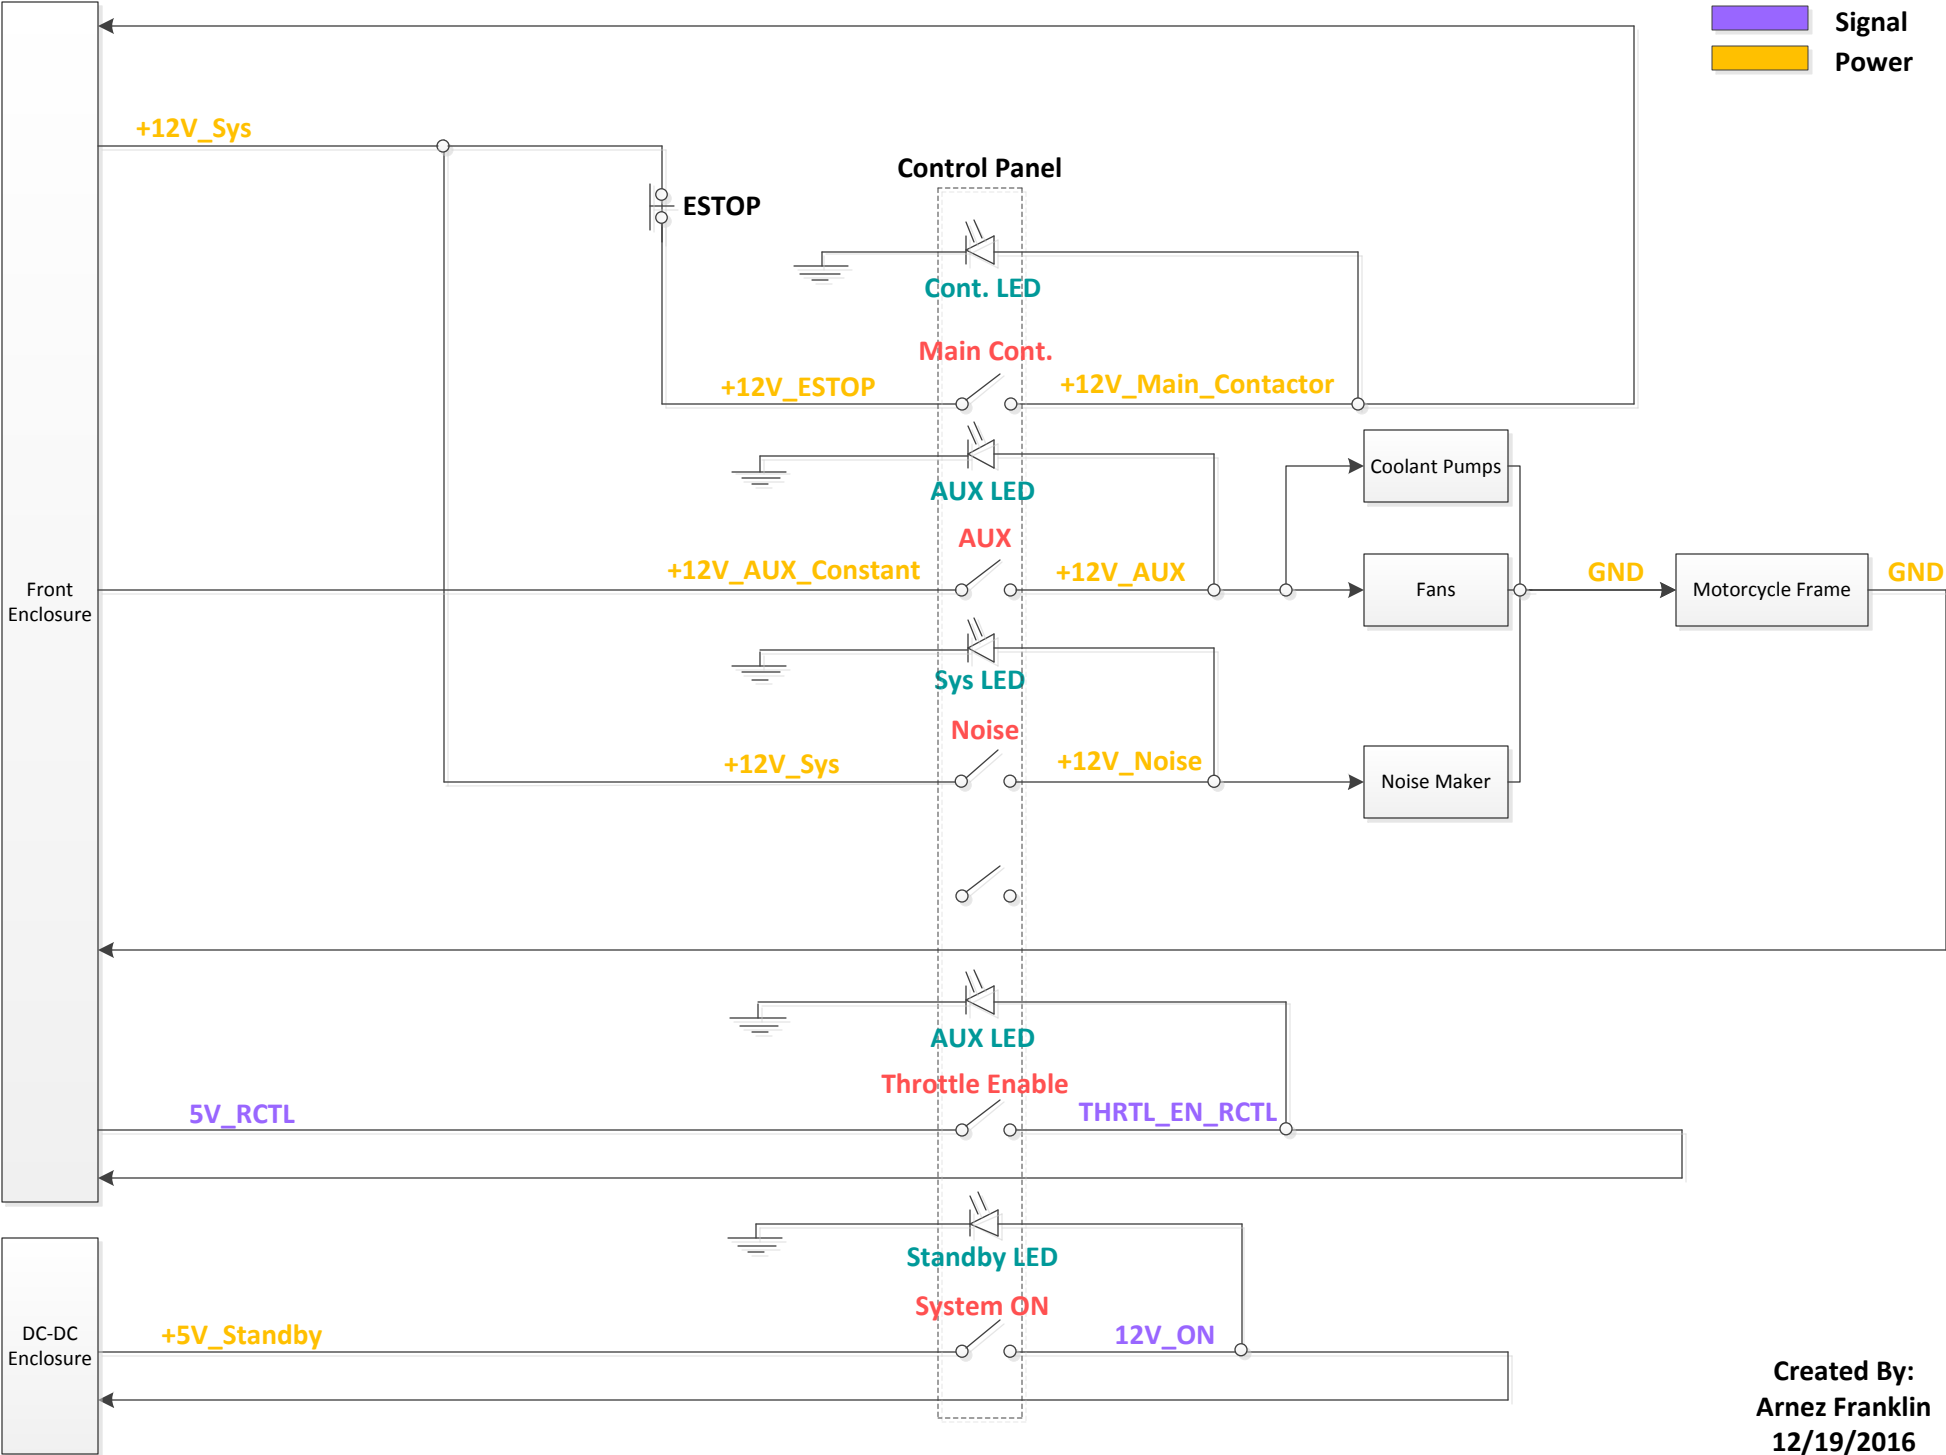 Signal
Power
+12V_Sys
Control Panel
ESTOP
Cont. LED
Main Cont.
+12V_ESTOP
+12V_Main_Contactor
Coolant Pumps
AUX LED
AUX
+12V_AUX_Constant
+12V_AUX
Front
Enclosure
Fans
GND
Motorcycle Frame
GND
Sys LED
Noise
+12V_Sys
+12V_Noise
Noise Maker
AUX LED
Throttle Enable
5V_RCTL
THRTL_EN_RCTL
Standby LED
System ON
DC-DC
Enclosure
+5V_Standby
12V_ON
Created By:
Arnez Franklin
12/19/2016